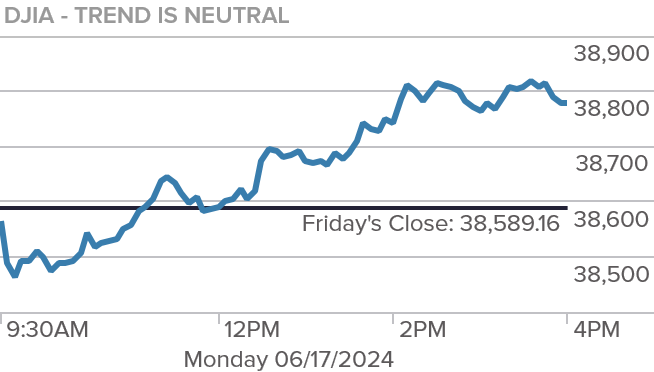 DJIA - TREND IS NEUTRAL
38,900
38,800
38,700
38,600
Friday's Close: 38,589.16
38,500
9:30AM 12PM 2PM 4PM
Monday 06/17/2024